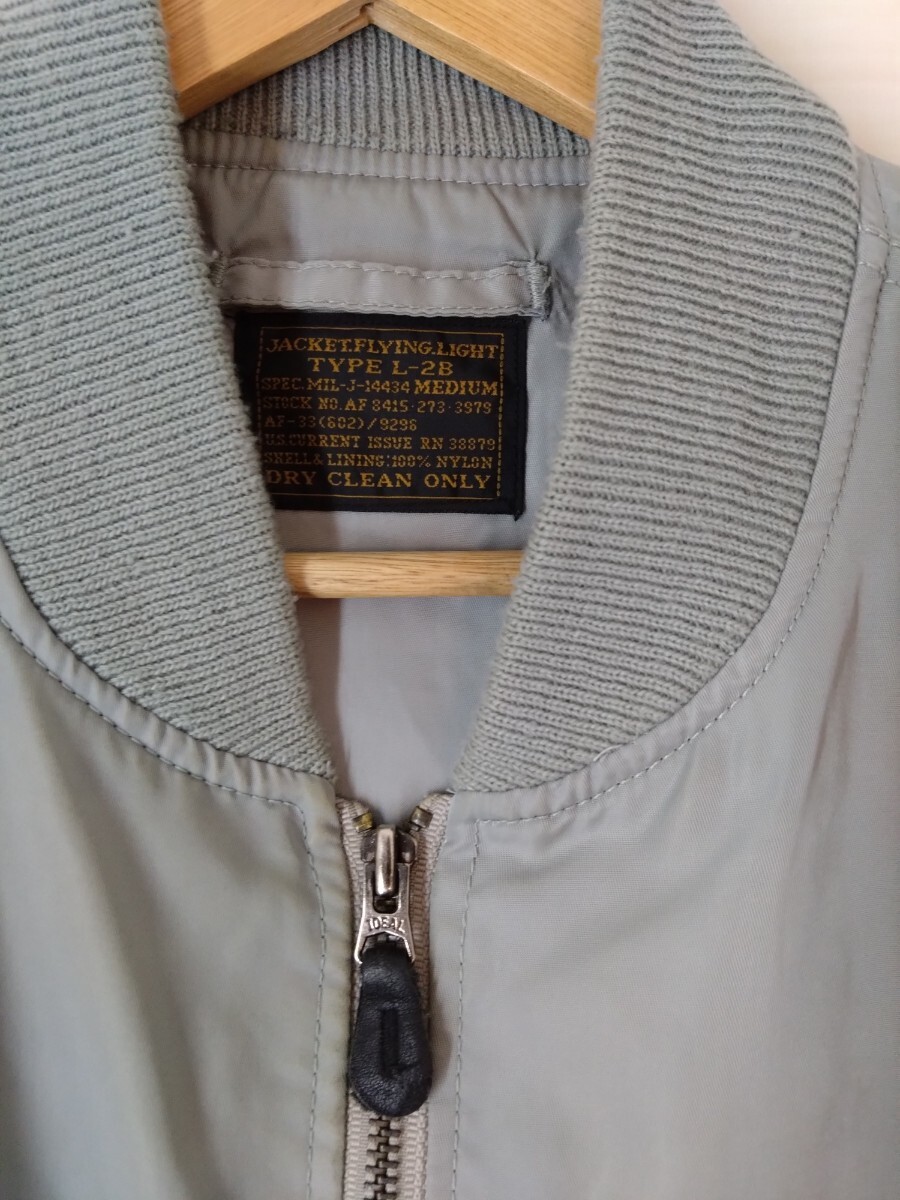 JACKET.FLYING.LIGHT
TYPE L-2B
SPEC.MIL-J-14434 MEDIUM
STOCK NO.AF 8415-273-3979
AF-33(602)/9296
U.S.CURRENT ISSUE RN 38879
SHELL & LINING:100% NYLON
DRY CLEAN ONLY
IDEAL